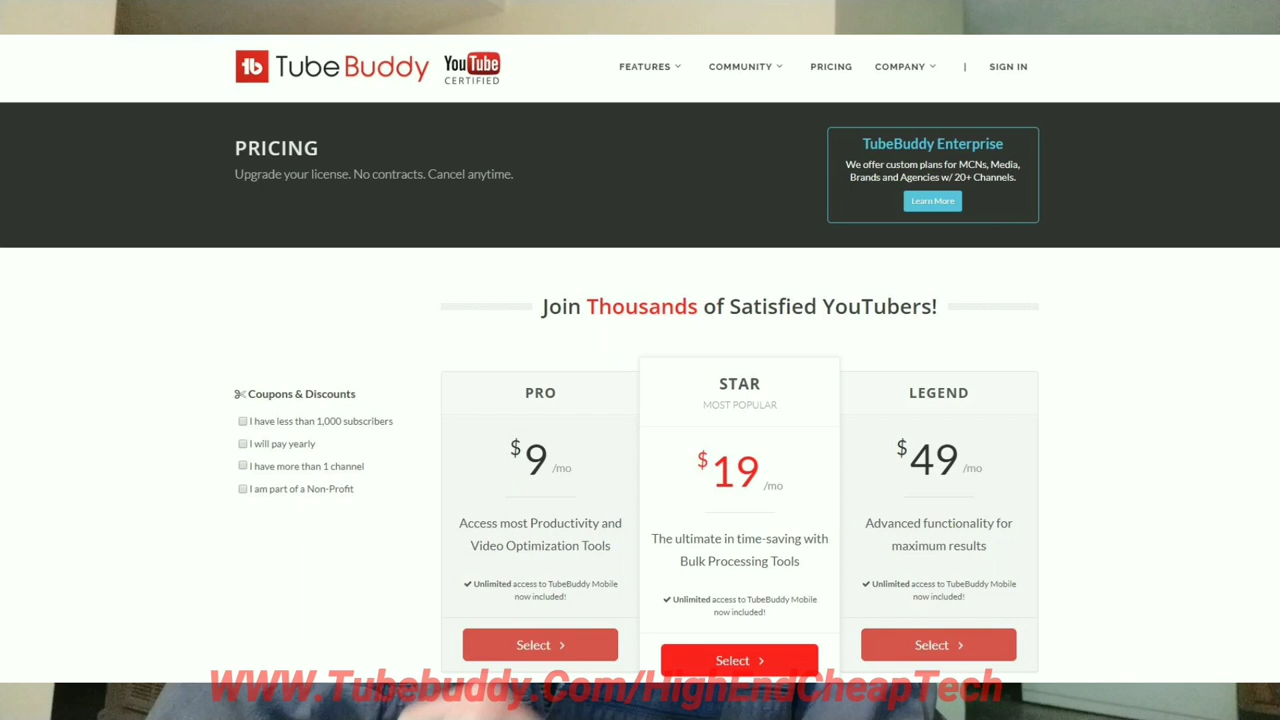 TubeBuddy YouTube CERTIFIED
FEATURES COMMUNITY PRICING COMPANY | SIGN IN
PRICING
Upgrade your license. No contracts. Cancel anytime.
TubeBuddy Enterprise
We offer custom plans for MCNs, Media,
Brands and Agencies w/ 20+ Channels.
Learn More
Join Thousands of Satisfied YouTubers!
Coupons & Discounts
I have less than 1,000 subscribers
I will pay yearly
I have more than 1 channel
I am part of a Non-Profit
PRO
$9/mo
Access most Productivity and
Video Optimization Tools
✔ Unlimited access to TubeBuddy Mobile
now included!
Select >
STAR
MOST POPULAR
$19/mo
The ultimate in time-saving with
Bulk Processing Tools
✔ Unlimited access to TubeBuddy Mobile
now included!
Select >
LEGEND
$49/mo
Advanced functionality for
maximum results
✔ Unlimited access to TubeBuddy Mobile
now included!
Select >
WWW.Tubebuddy.Com/HighEndCheapTech